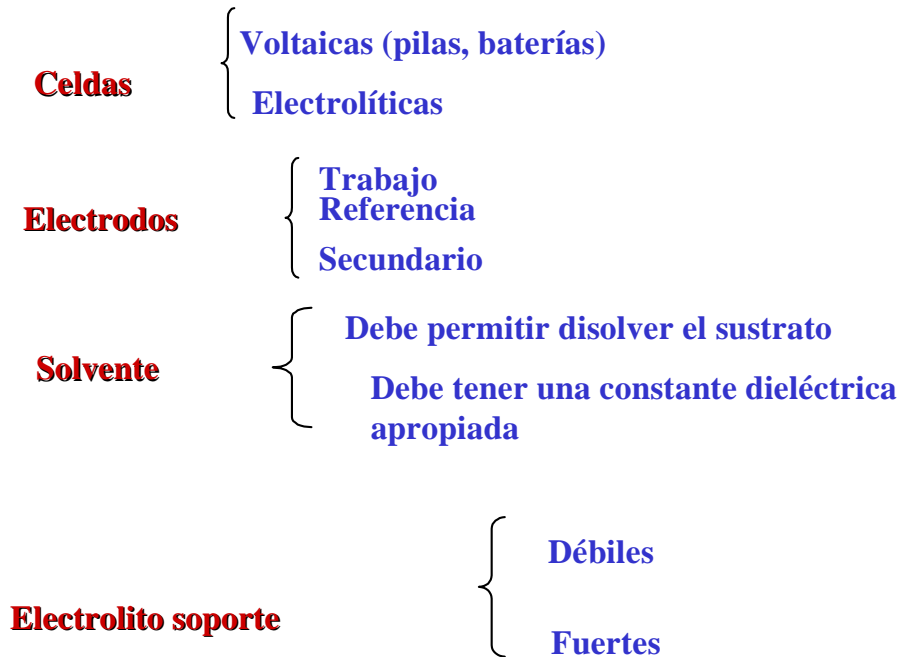 Celdas
Voltaicas (pilas, baterías)
Electrolíticas
Electrodos
Trabajo
Referencia
Secundario
Solvente
Debe permitir disolver el sustrato
Debe tener una constante dieléctrica
apropiada
Electrolito soporte
Débiles
Fuertes